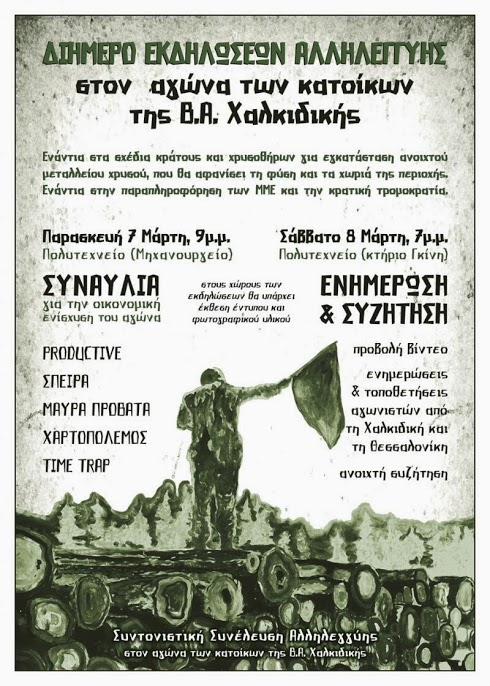 ΔΙΗΜΕΡΟ ΕΚΔΗΛΩΣΕΩΝ ΑΛΛΗΛΕΓΓΥΗΣ
στον αγώνα των κατοίκων
της Β.Α. Χαλκιδικής
Ενάντια στα σχέδια κράτους και χρυσοθήρων για εγκατάσταση ανοιχτού
μεταλλείου χρυσού, που θα αφανίσει τη φύση και τα χωριά της περιοχής.
Ενάντια στην παραπληροφόρηση των ΜΜΕ και την κρατική τρομοκρατία.
Παρασκευή 7 Μάρτη, 9μ.μ.
Πολυτεχνείο (Μηχανουργείο)
ΣΥΝΑΥΛΙΑ
για την οικονομική
ενίσχυση του αγώνα
PRODUCTIVE
ΣΠΕΙΡΑ
ΜΑΥΡΑ ΠΡΟΒΑΤΑ
ΧΑΡΤΟΠΟΛΕΜΟΣ
TIME TRAP
στους χώρους των
εκδηλώσεων θα υπάρχει
έκθεση έντυπου και
φωτογραφικού υλικού
Σάββατο 8 Μάρτη, 7μ.μ.
Πολυτεχνείο (κτήριο Γκίνη)
ΕΝΗΜΕΡΩΣΗ
& ΣΥΖΗΤΗΣΗ
προβολή βίντεο
ενημερώσεις
& τοποθετήσεις
αγωνιστών από
τη Χαλκιδική και
τη Θεσσαλονίκη
ανοιχτή συζήτηση
Συντονιστική Συνέλευση Αλληλεγγύης
στον αγώνα των κατοίκων της Β.Α. Χαλκιδικής